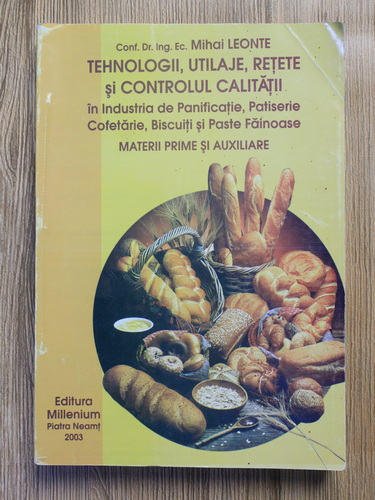 Conf. Dr. Ing. Ec. Mihai LEONTE
TEHNOLOGII, UTILAJE, REȚETE
și CONTROLUL CALITĂȚII
în Industria de Panificație, Patiserie
Cofetărie, Biscuiți și Paste Făinoase
MATERII PRIME ȘI AUXILIARE
Editura
Millenium
Piatra Neamț
2003